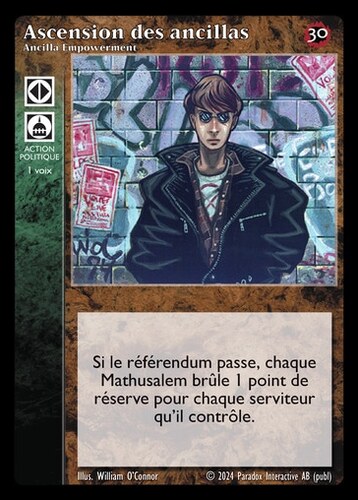 Ascension des ancillas
Ancilla Empowerment
30
ACTION
POLITIQUE
1 voix
Si le référendum passe, chaque
Mathusalem brûle 1 point de
réserve pour chaque serviteur
qu'il contrôle.
Illus. William O'Connor © 2024 Paradox Interactive AB (publ)